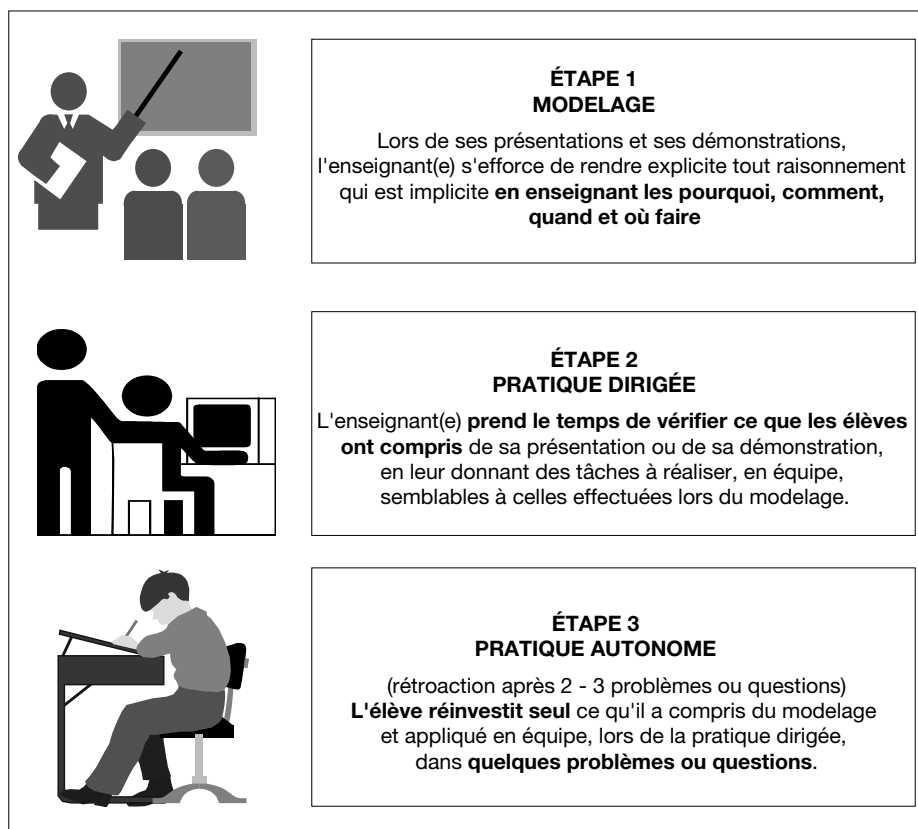 ÉTAPE 1
MODELAGE
Lors de ses présentations et ses démonstrations,
l'enseignant(e) s'efforce de rendre explicite tout raisonnement
qui est implicite en enseignant les pourquoi, comment,
quand et où faire
ÉTAPE 2
PRATIQUE DIRIGÉE
L'enseignant(e) prend le temps de vérifier ce que les élèves
ont compris de sa présentation ou de sa démonstration,
en leur donnant des tâches à réaliser, en équipe,
semblables à celles effectuées lors du modelage.
ÉTAPE 3
PRATIQUE AUTONOME
(rétroaction après 2 - 3 problèmes ou questions)
L'élève réinvestit seul ce qu'il a compris du modelage
et appliqué en équipe, lors de la pratique dirigée,
dans quelques problèmes ou questions.